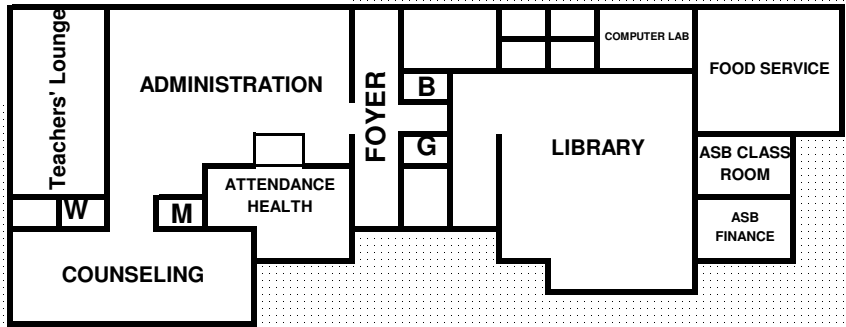 Teachers' Lounge
ADMINISTRATION
FOYER
B
G
COMPUTER LAB
FOOD SERVICE
LIBRARY
ASB CLASS
ROOM
ATTENDANCE
HEALTH
W
M
ASB
FINANCE
COUNSELING